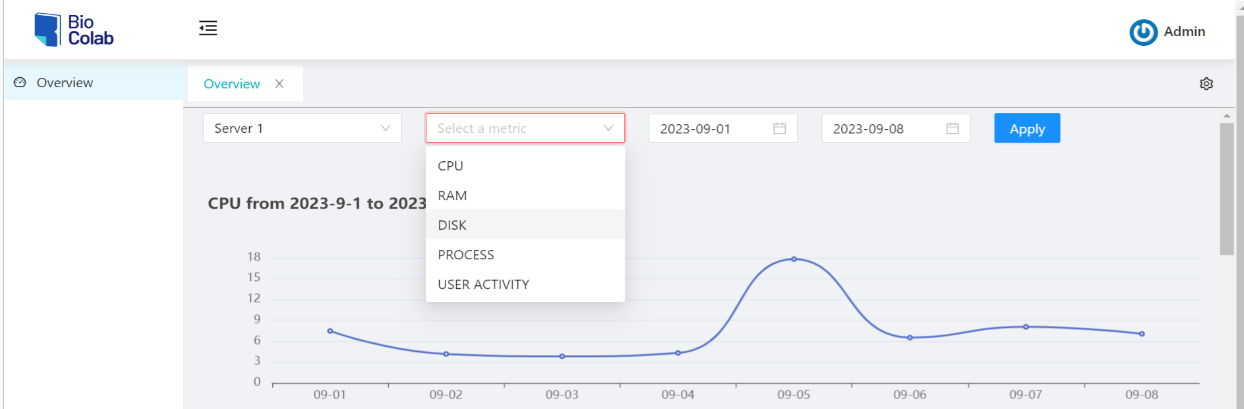 Bio
Colab
Admin
Overview
Overview
Server 1
Select a metric
2023-09-01
2023-09-08
Apply
CPU
RAM
DISK
PROCESS
USER ACTIVITY
CPU from 2023-9-1 to 2023
18
15
12
9
6
3
0
09-01 09-02 09-03 09-04 09-05 09-06 09-07 09-08